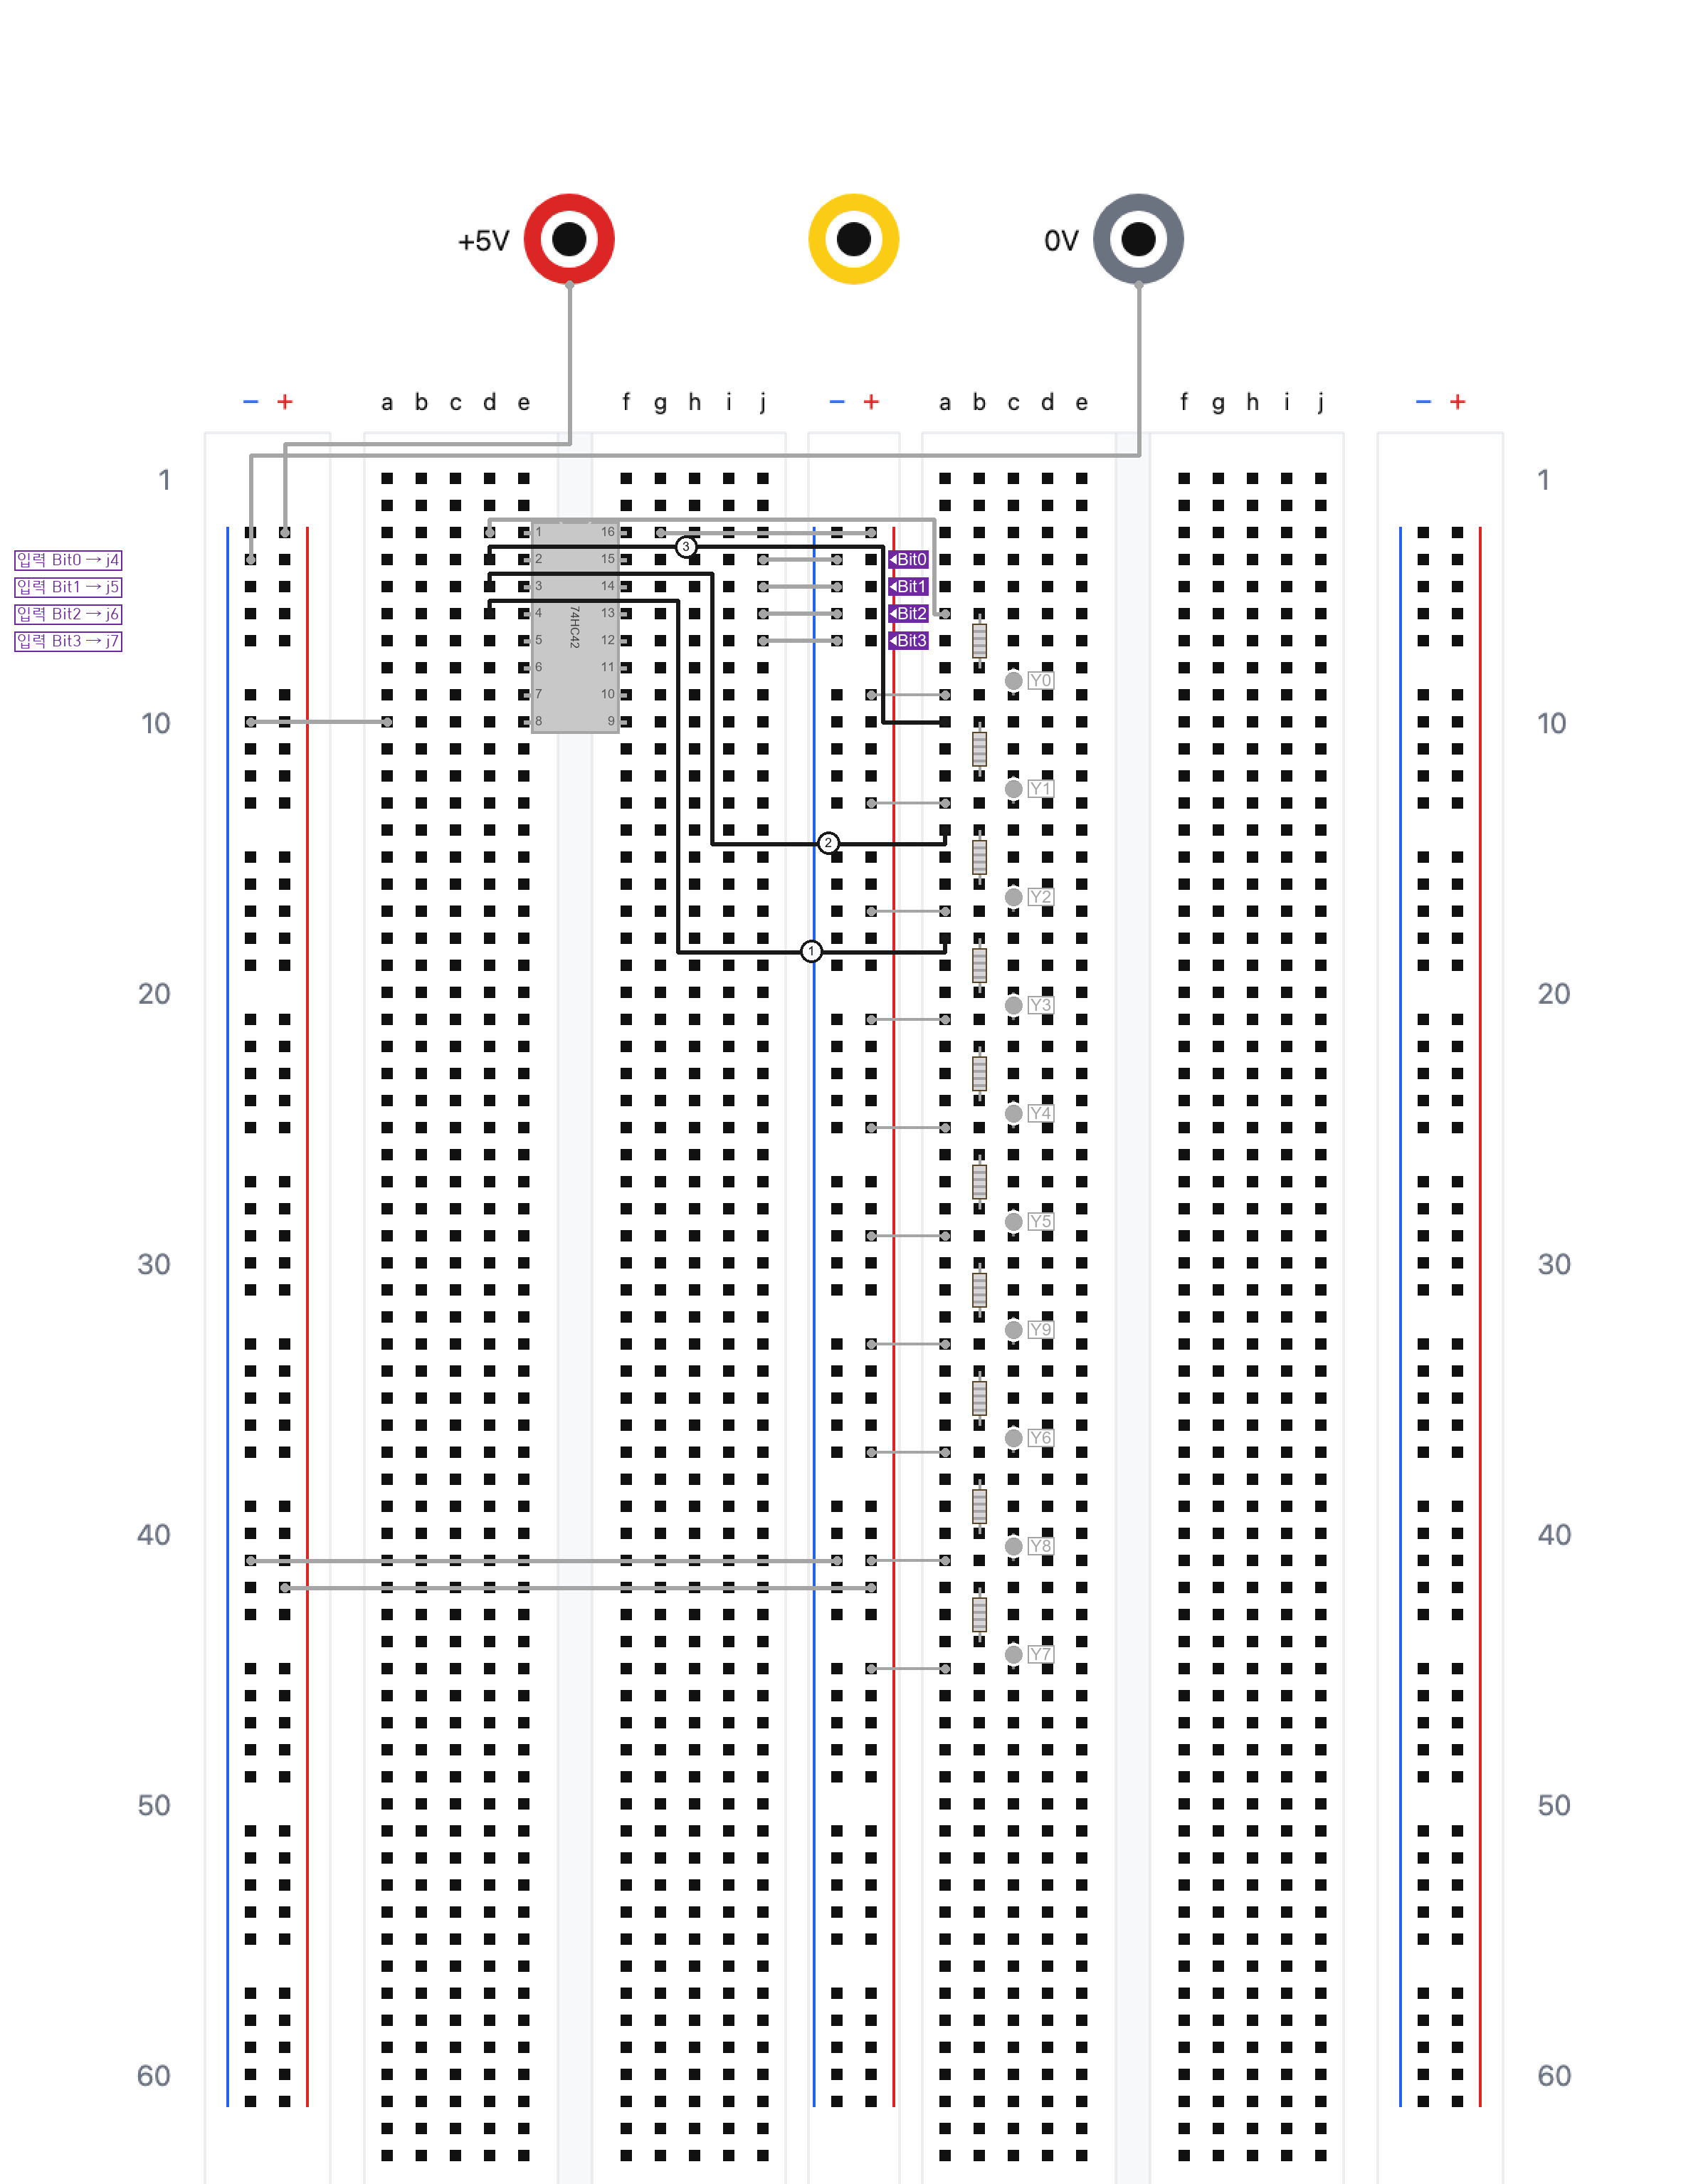 +5V
0V
− + a b c d e f g h i j − + a b c d e f g h i j − +
1 1
1 16
3
입력 Bit0 → j4 2 15 ◀Bit0
입력 Bit1 → j5 3 14 ◀Bit1
입력 Bit2 → j6 4 13 ◀Bit2
74HC42
입력 Bit3 → j7 5 12 ◀Bit3
6 11
Y0
7 10
10 8 9 10
Y1
2
Y2
1
20 20
Y3
Y4
Y5
30 30
Y9
Y6
40 40
Y8
Y7
50 50
60 60